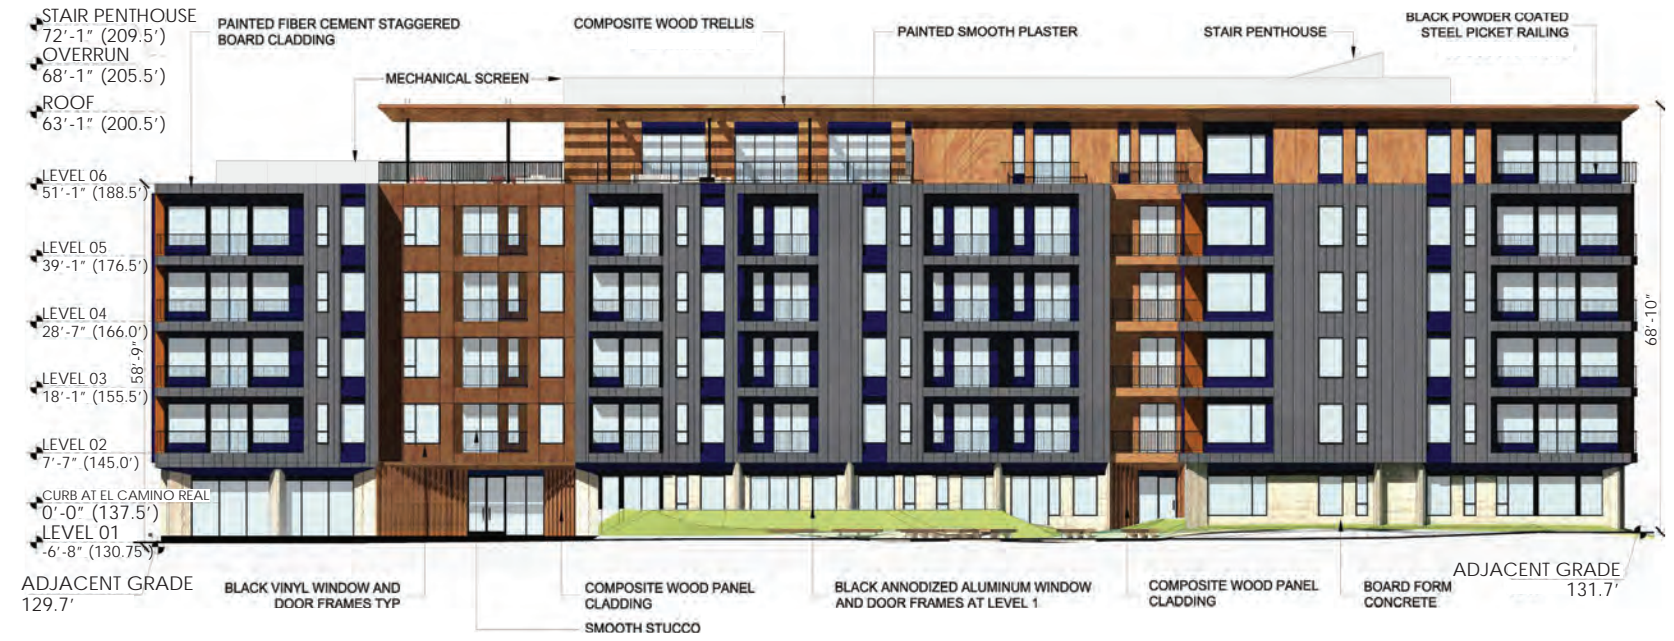 STAIR PENTHOUSE
72'-1" (209.5')
OVERRUN
68'-1" (205.5')
ROOF
63'-1" (200.5')
LEVEL 06
51'-1" (188.5')
LEVEL 05
39'-1" (176.5')
LEVEL 04
28'-7" (166.0')
LEVEL 03
18'-1" (155.5')
LEVEL 02
7'-7" (145.0')
CURB AT EL CAMINO REAL
0'-0" (137.5')
LEVEL 01
-6'-8" (130.75')
ADJACENT GRADE
129.7'
58'-9"
PAINTED FIBER CEMENT STAGGERED
BOARD CLADDING
MECHANICAL SCREEN
COMPOSITE WOOD TRELLIS
PAINTED SMOOTH PLASTER
STAIR PENTHOUSE
BLACK POWDER COATED
STEEL PICKET RAILING
68'-10"
BLACK VINYL WINDOW AND
DOOR FRAMES TYP
COMPOSITE WOOD PANEL
CLADDING
SMOOTH STUCCO
BLACK ANNODIZED ALUMINUM WINDOW
AND DOOR FRAMES AT LEVEL 1
COMPOSITE WOOD PANEL
CLADDING
BOARD FORM
CONCRETE
ADJACENT GRADE
131.7'